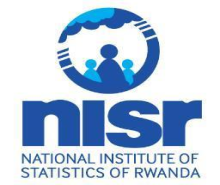 nisr
NATIONAL INSTITUTE OF
STATISTICS OF RWANDA